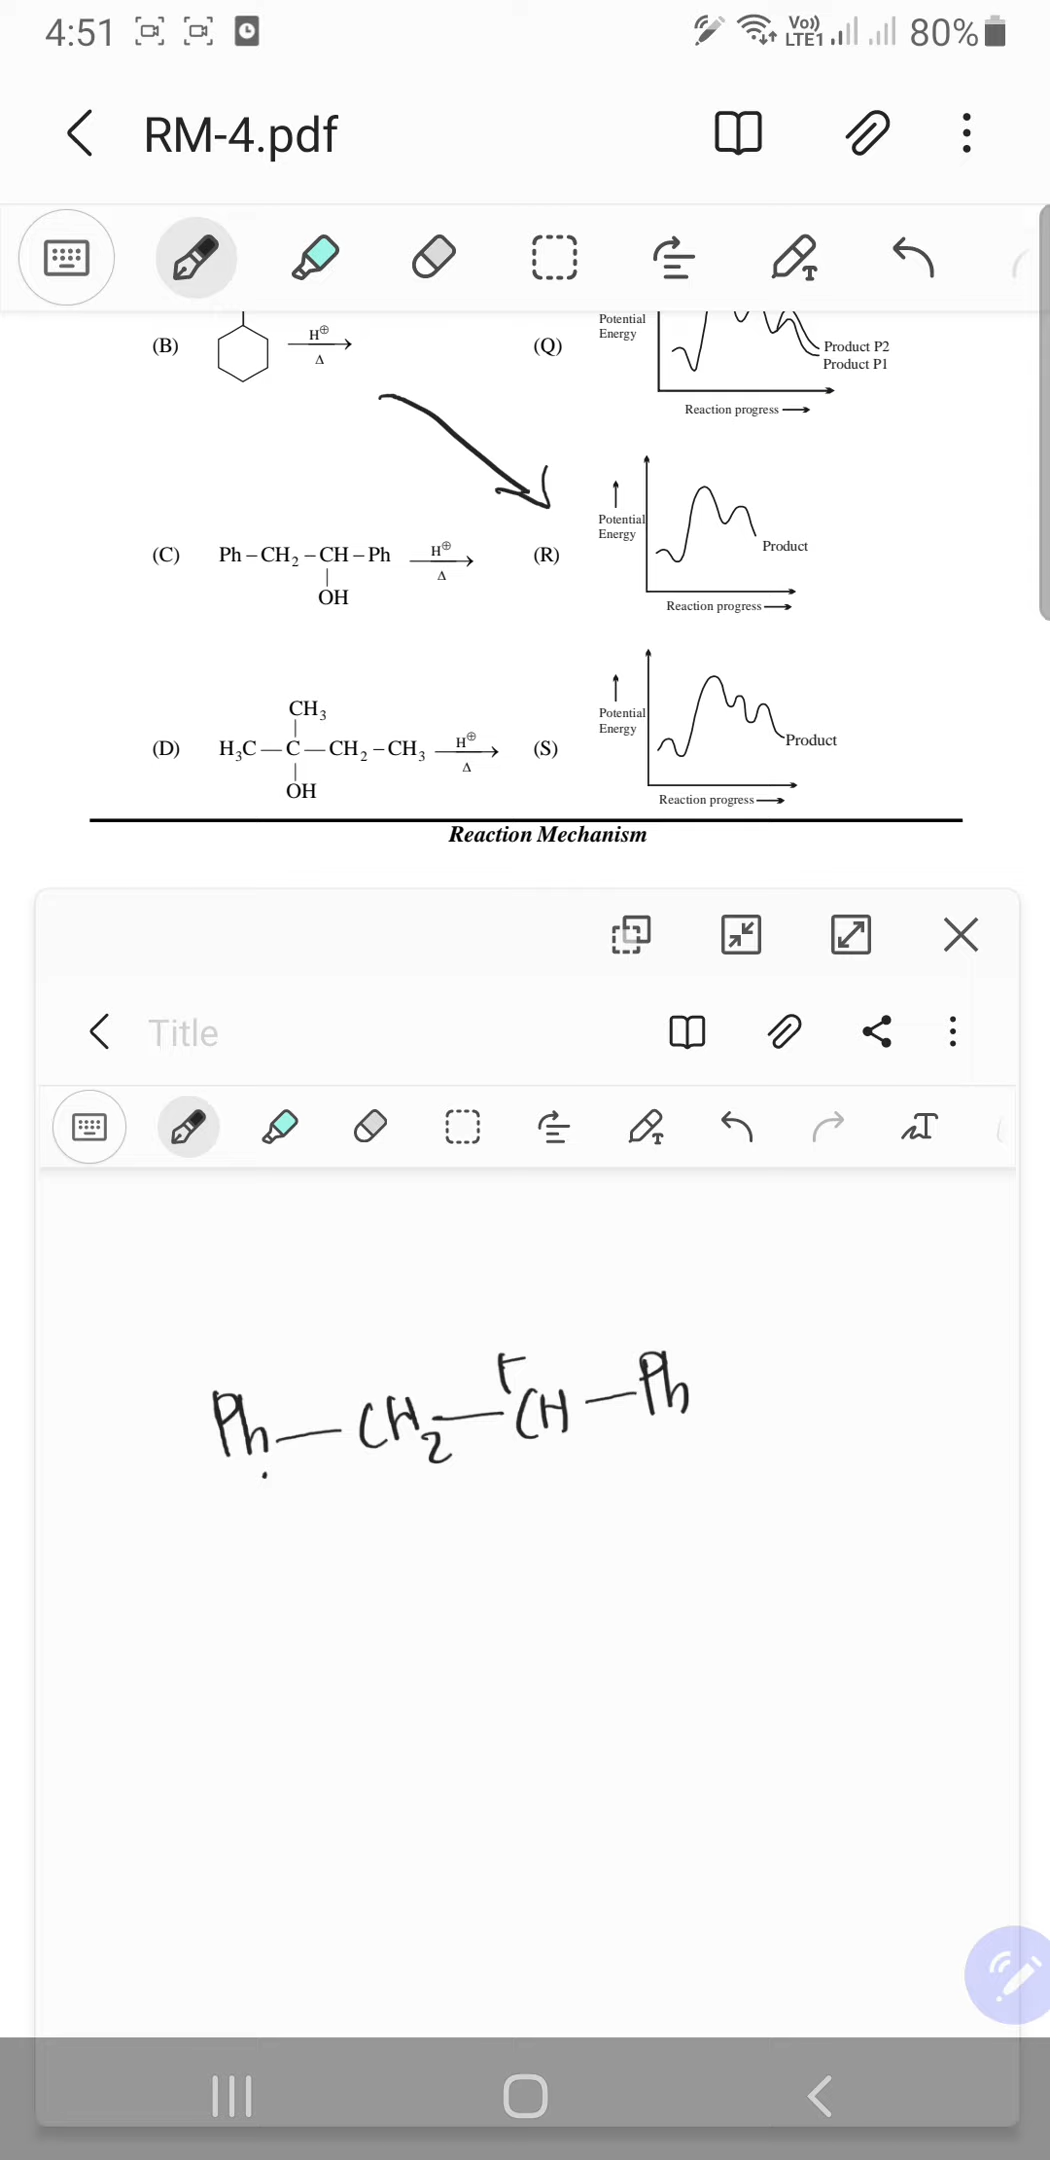 4:51 Vo)) LTE1 80%
RM-4.pdf
(B) H⊕ Δ (Q) Potential Energy Product P2 Product P1
Reaction progress
(C) Ph – CH₂ – CH – Ph H⊕ Δ (R) Potential Energy Product
OH
Reaction progress
CH₃
(D) H₃C — C — CH₂ – CH₃ H⊕ Δ (S) Potential Energy Product
OH
Reaction progress
Reaction Mechanism
Title
Ph — CH₂ — CH — Ph